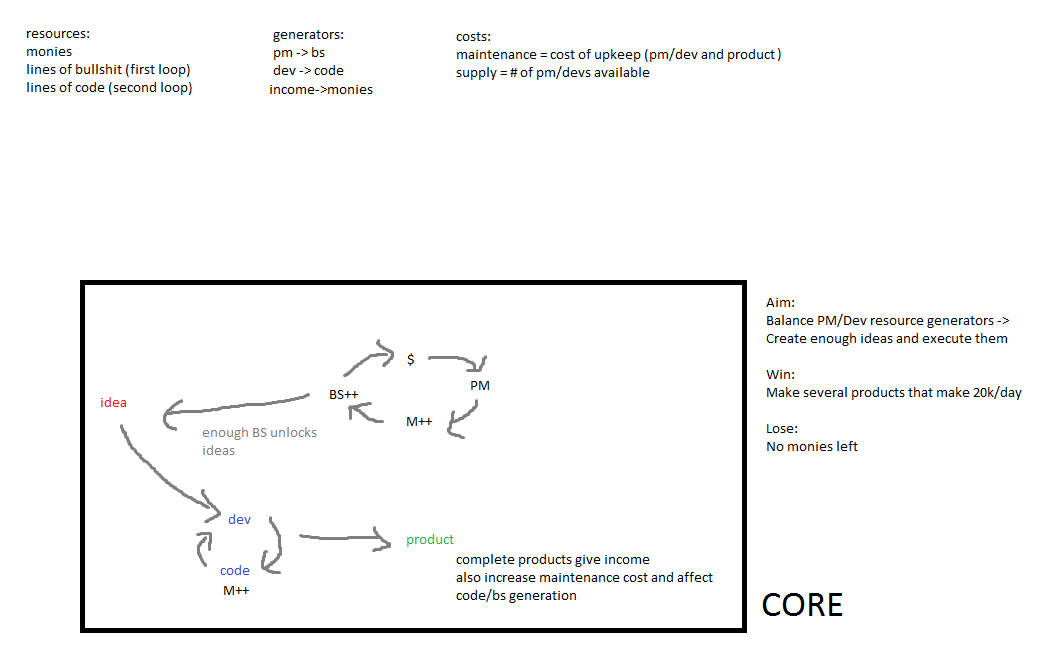 resources:
monies
lines of bullshit (first loop)
lines of code (second loop)
generators:
pm -> bs
dev -> code
income->monies
costs:
maintenance = cost of upkeep (pm/dev and product)
supply = # of pm/devs available
$
PM
BS++
M++
idea
enough BS unlocks
ideas
dev
code
M++
product
complete products give income
also increase maintenance cost and affect
code/bs generation
Aim:
Balance PM/Dev resource generators ->
Create enough ideas and execute them
Win:
Make several products that make 20k/day
Lose:
No monies left
CORE